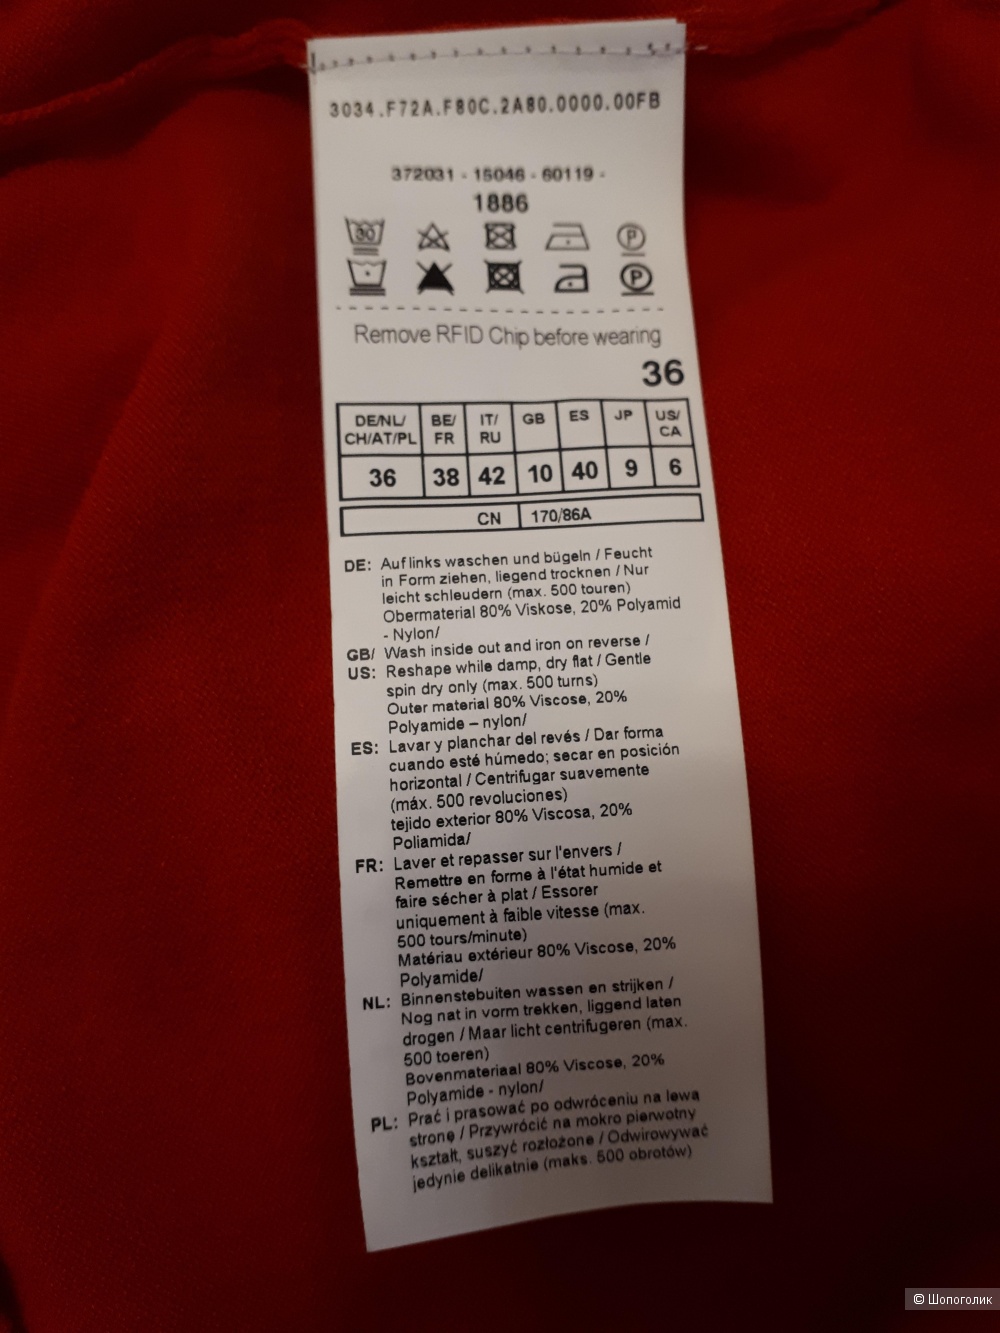 3034.F72A.F80C.2A80.0000.00FB
372031 - 15046 - 60119 -
1886
30
P
P
Remove RFID Chip before wearing
36
DE/NL/ CH/AT/PL BE/ FR IT/ RU GB ES JP US/ CA
36 38 42 10 40 9 6
CN 170/86A
DE: Auf links waschen und bügeln / Feucht
in Form ziehen, liegend trocknen / Nur
leicht schleudern (max. 500 touren)
Obermaterial 80% Viskose, 20% Polyamid
- Nylon/
GB/ Wash inside out and iron on reverse /
US: Reshape while damp, dry flat / Gentle
spin dry only (max. 500 turns)
Outer material 80% Viscose, 20%
Polyamide – nylon/
ES: Lavar y planchar del revés / Dar forma
cuando esté húmedo; secar en posición
horizontal / Centrifugar suavemente
(máx. 500 revoluciones)
tejido exterior 80% Viscosa, 20%
Poliamida/
FR: Laver et repasser sur l'envers /
Remettre en forme à l'état humide et
faire sécher à plat / Essorer
uniquement à faible vitesse (max.
500 tours/minute)
Matériau extérieur 80% Viscose, 20%
Polyamide/
NL: Binnenstebuiten wassen en strijken /
Nog nat in vorm trekken, liggend laten
drogen / Maar licht centrifugeren (max.
500 toeren)
Bovenmateriaal 80% Viscose, 20%
Polyamide - nylon/
PL: Prać i prasować po odwróceniu na lewa
stronę / Przywrócić na mokro pierwotny
kształt, suszyć rozłożone / Odwirowywać
jedynie delikatnie (maks. 500 obrotów)
© Шопоголик